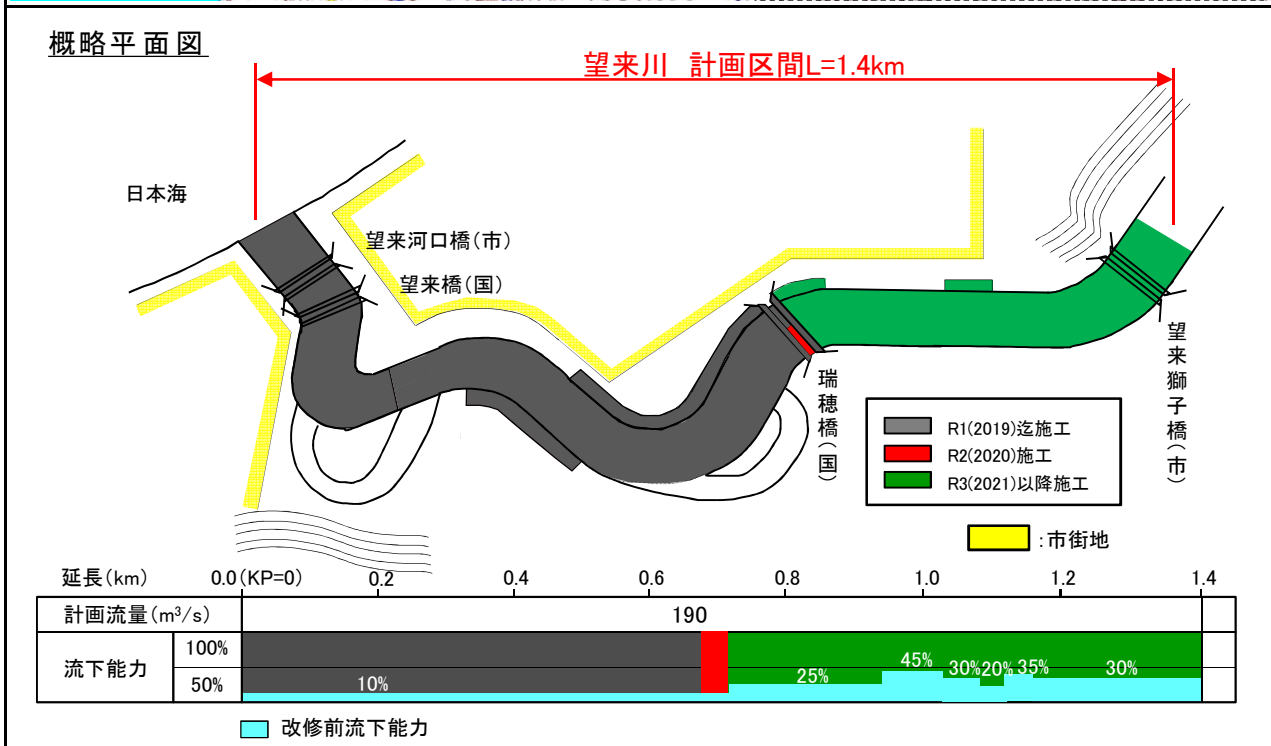 概略平面図
望来川 計画区間L=1.4km
日本海
望来河口橋(市)
望来橋(国)
瑞穂橋(国)
望来獅子橋(市)
R1(2019)迄施工
R2(2020)施工
R3(2021)以降施工
:市街地
延長(km) 0.0(KP=0) 0.2 0.4 0.6 0.8 1.0 1.2 1.4
計画流量(m³/s) 190
流下能力
100%
50%
10% 25% 45% 30% 20% 35% 30%
改修前流下能力